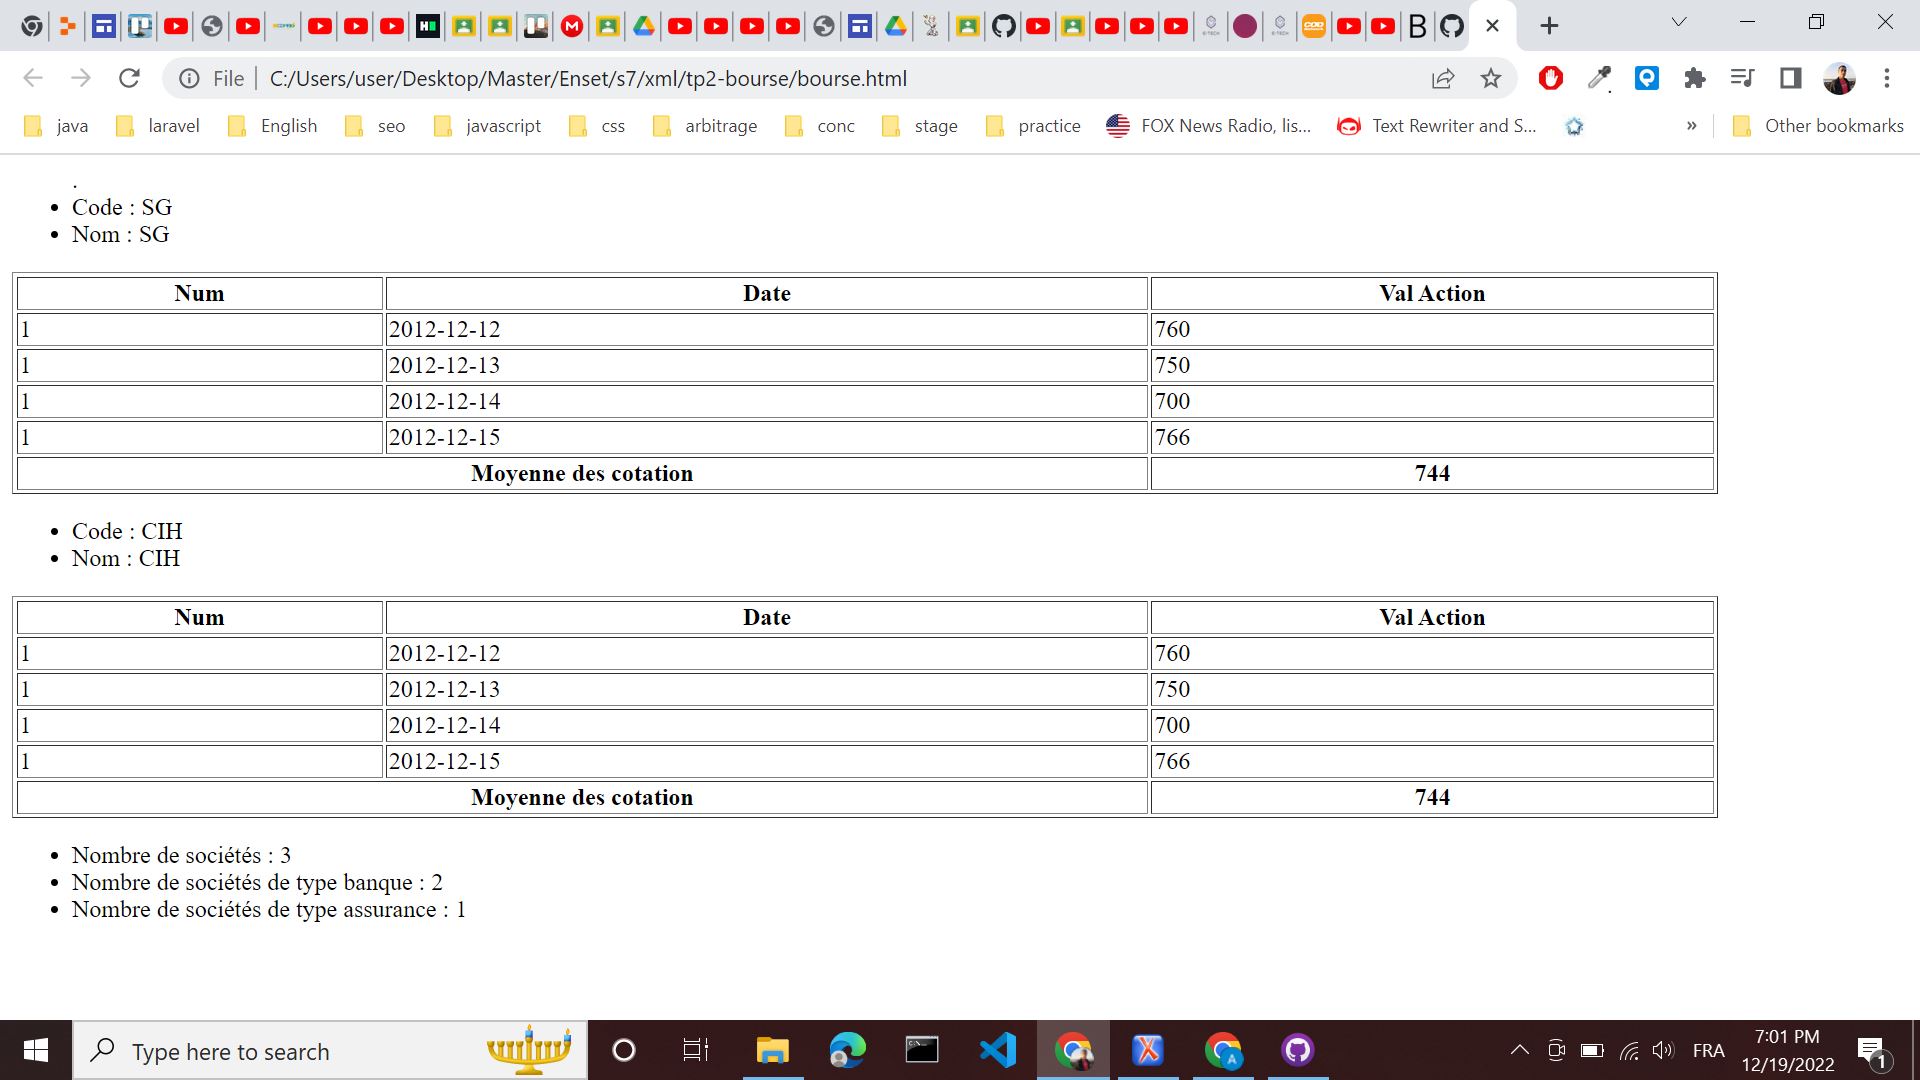 File C:/Users/user/Desktop/Master/Enset/s7/xml/tp2-bourse/bourse.html
java laravel English seo javascript css arbitrage conc stage practice FOX News Radio, lis... Text Rewriter and S... » Other bookmarks
.
• Code : SG
• Nom : SG
Num Date Val Action
1 2012-12-12 760
1 2012-12-13 750
1 2012-12-14 700
1 2012-12-15 766
Moyenne des cotation 744
• Code : CIH
• Nom : CIH
Num Date Val Action
1 2012-12-12 760
1 2012-12-13 750
1 2012-12-14 700
1 2012-12-15 766
Moyenne des cotation 744
• Nombre de sociétés : 3
• Nombre de sociétés de type banque : 2
• Nombre de sociétés de type assurance : 1
Type here to search
FRA
7:01 PM
12/19/2022
1